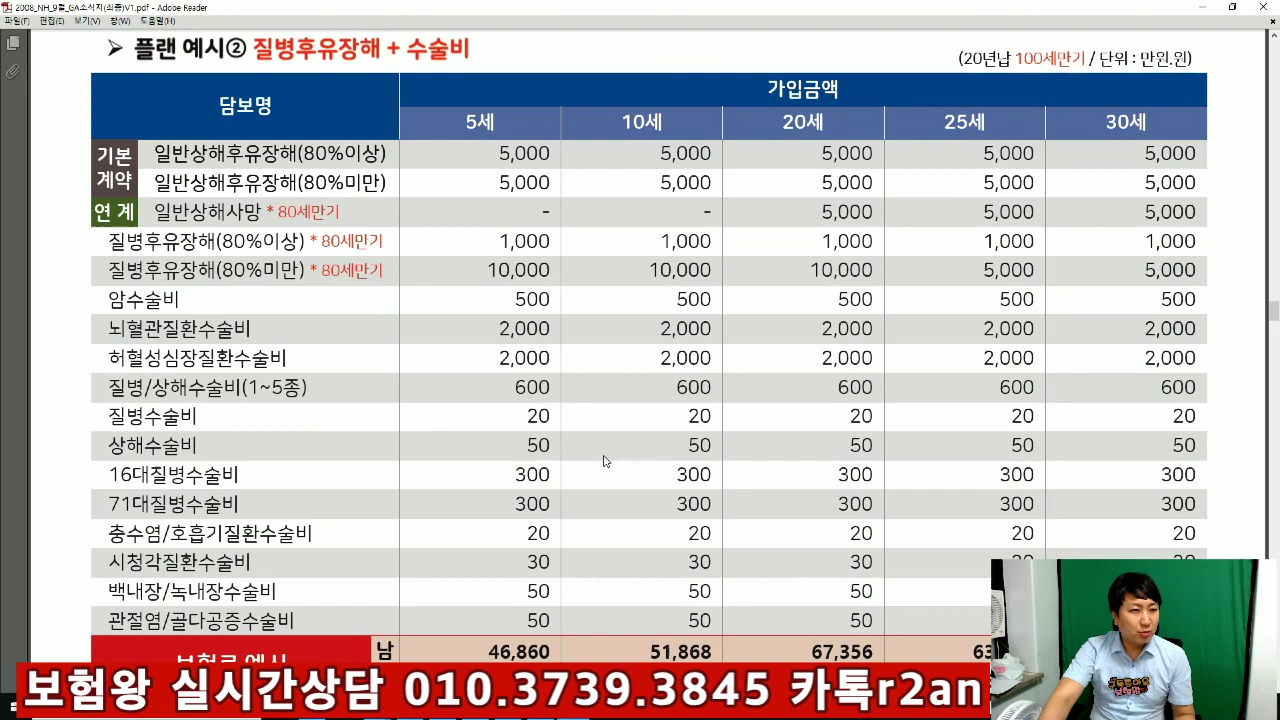 2008_NH_9월_GA소식지(최종)V1.pdf - Adobe Reader
파일(F) 편집(E) 보기(V) 창(W) 도움말(H)
➢ 플랜 예시② 질병후유장해 + 수술비
(20년납 100세만기 / 단위 : 만원.원)
담보명 가입금액
5세 10세 20세 25세 30세
기본계약 일반상해후유장해(80%이상) 5,000 5,000 5,000 5,000 5,000
일반상해후유장해(80%미만) 5,000 5,000 5,000 5,000 5,000
연 계 일반상해사망 * 80세만기 - - 5,000 5,000 5,000
질병후유장해(80%이상) * 80세만기 1,000 1,000 1,000 1,000 1,000
질병후유장해(80%미만) * 80세만기 10,000 10,000 10,000 5,000 5,000
암수술비 500 500 500 500 500
뇌혈관질환수술비 2,000 2,000 2,000 2,000 2,000
허혈성심장질환수술비 2,000 2,000 2,000 2,000 2,000
질병/상해수술비(1~5종) 600 600 600 600 600
질병수술비 20 20 20 20 20
상해수술비 50 50 50 50 50
16대질병수술비 300 300 300 300 300
71대질병수술비 300 300 300 300 300
충수염/호흡기질환수술비 20 20 20 20 20
시청각질환수술비 30 30 30
백내장/녹내장수술비 50 50 50
관절염/골다공증수술비 50 50 50
남 46,860 51,868 67,356
보험왕 실시간상담 010.3739.3845 카톡r2an